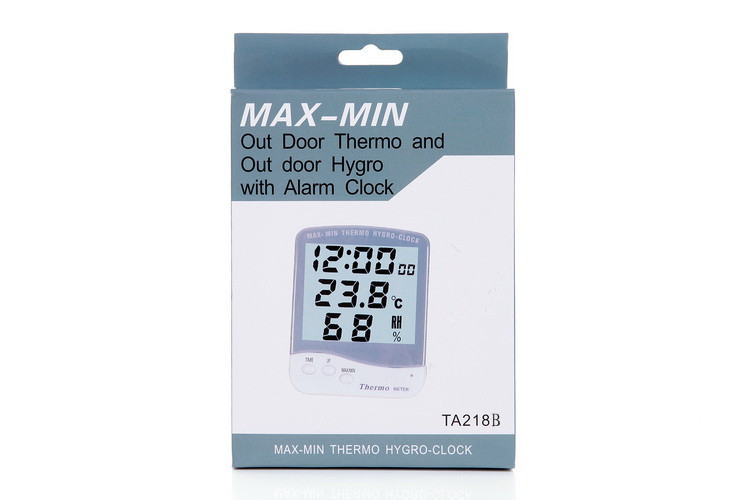 MAX-MIN
Out Door Thermo and
Out door Hygro
with Alarm Clock
MAX-MIN THERMO HYGRO-CLOCK
12:00 00
23.8 °C
68 RH %
TIME
MAX/MIN
Thermo METER
TA218B
MAX-MIN THERMO HYGRO-CLOCK